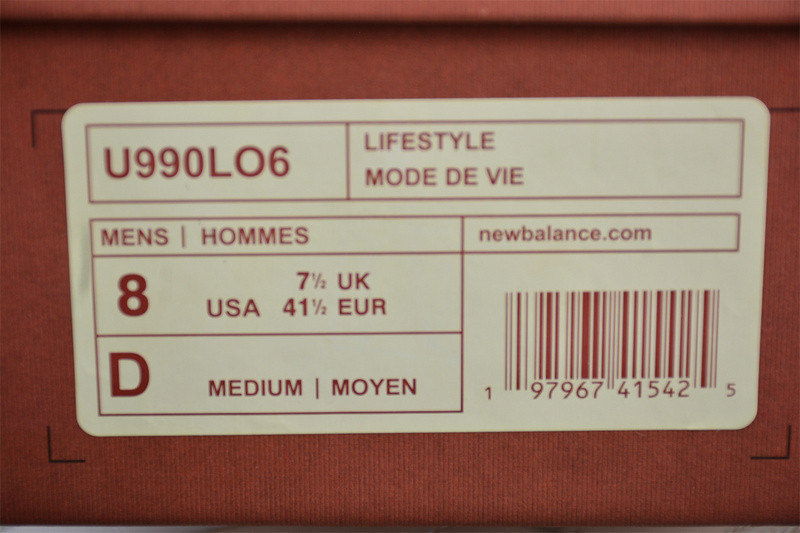 U990LO6
LIFESTYLE
MODE DE VIE
MENS | HOMMES
newbalance.com
8 USA 7½ UK
41½ EUR
D MEDIUM | MOYEN
1 97967 41542 5